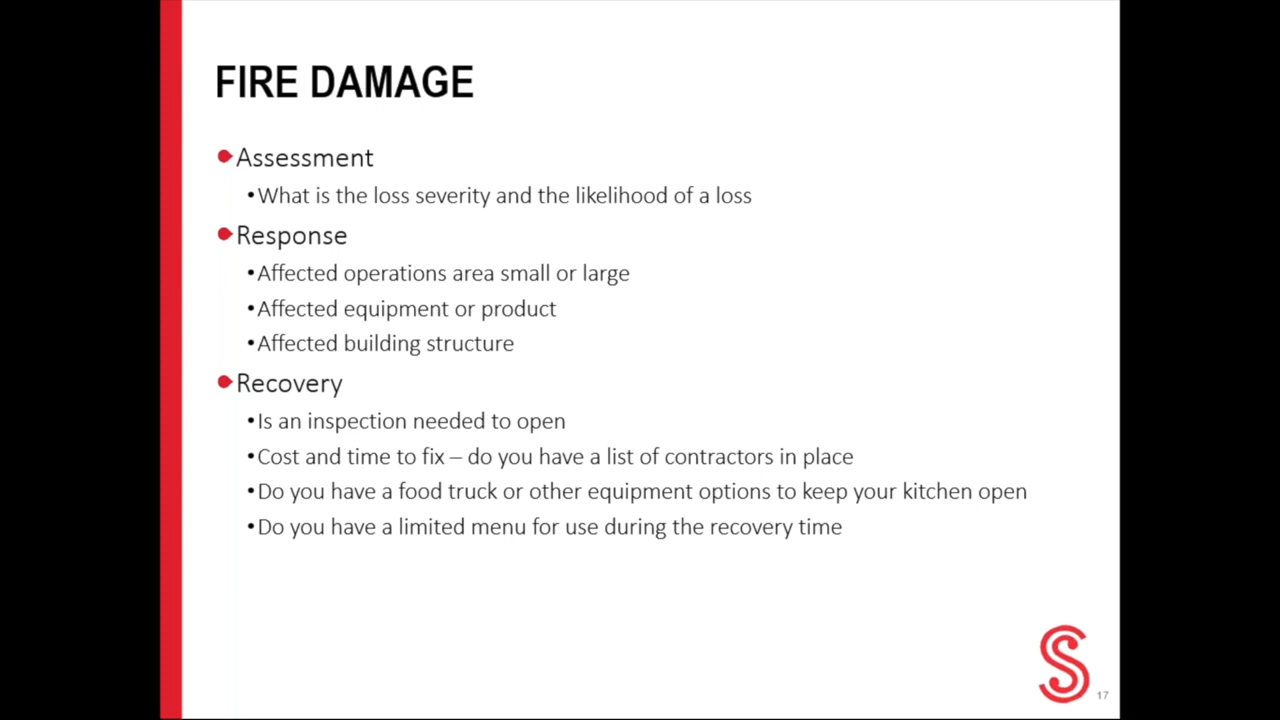 FIRE DAMAGE
Assessment
•What is the loss severity and the likelihood of a loss
Response
•Affected operations area small or large
•Affected equipment or product
•Affected building structure
Recovery
•Is an inspection needed to open
•Cost and time to fix – do you have a list of contractors in place
•Do you have a food truck or other equipment options to keep your kitchen open
•Do you have a limited menu for use during the recovery time
S
17